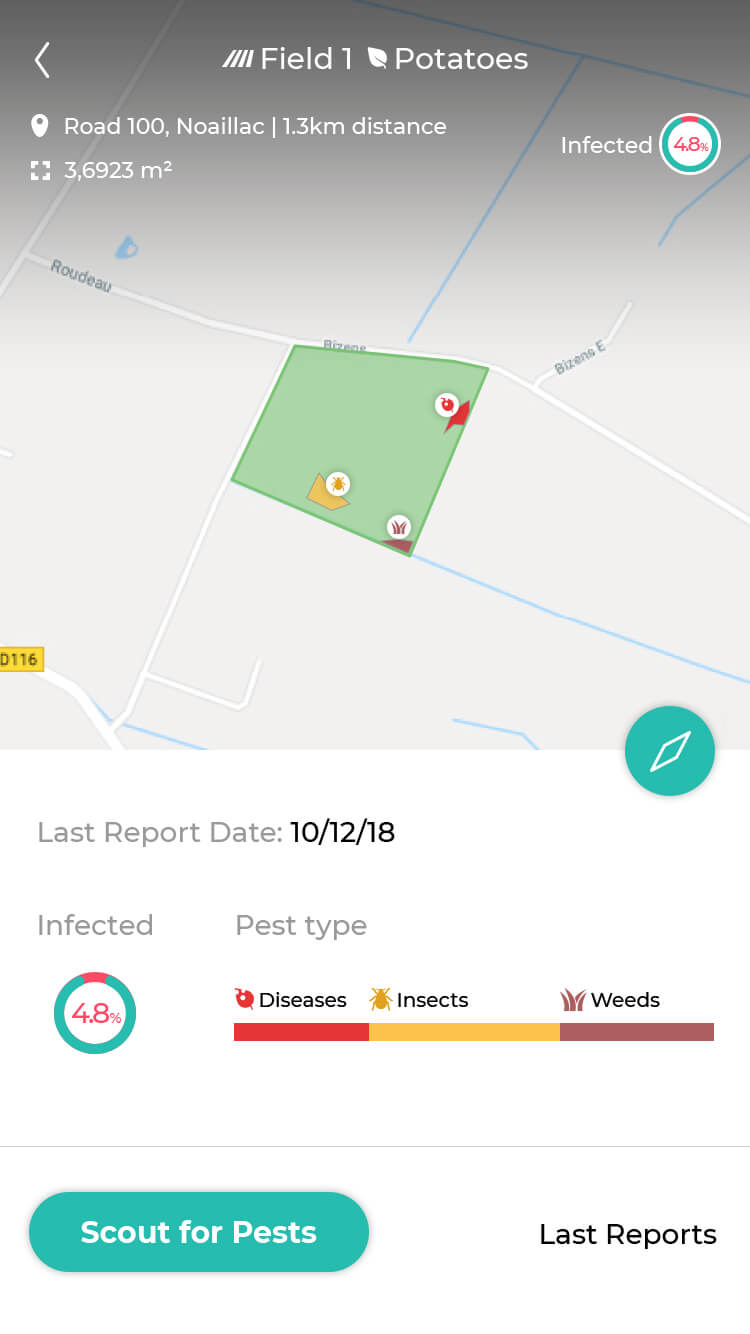 Field 1 Potatoes
Road 100, Noaillac | 1.3km distance
Infected 4.8%
3,6923 m²
Roudeau
Bizens
Bizens E
D116
Last Report Date: 10/12/18
Infected
Pest type
4.8%
Diseases Insects Weeds
Scout for Pests
Last Reports